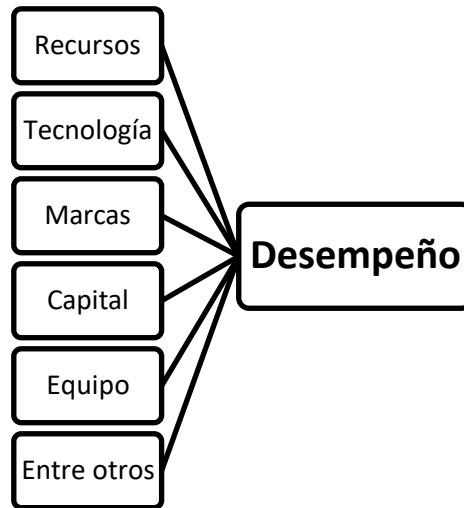 Recursos
Tecnología
Marcas
Capital
Equipo
Entre otros
Desempeño